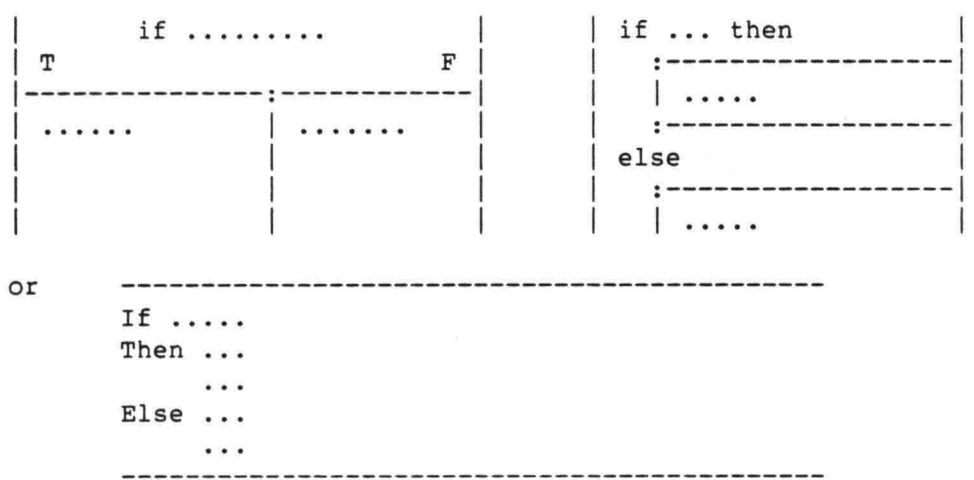 |       if .........         |       | if ... then             |
| T                        F |       |   :-------------------|
|----------------:-------------|       |   | .....               |
| ......         | .......     |       |   :-------------------|
|                |             |       | else                    |
|                |             |       |   :-------------------|
|                |             |       |   | .....               |
or      -----------------------------------------------
        If .....
        Then ...
             ...
        Else ...
             ...
        -----------------------------------------------